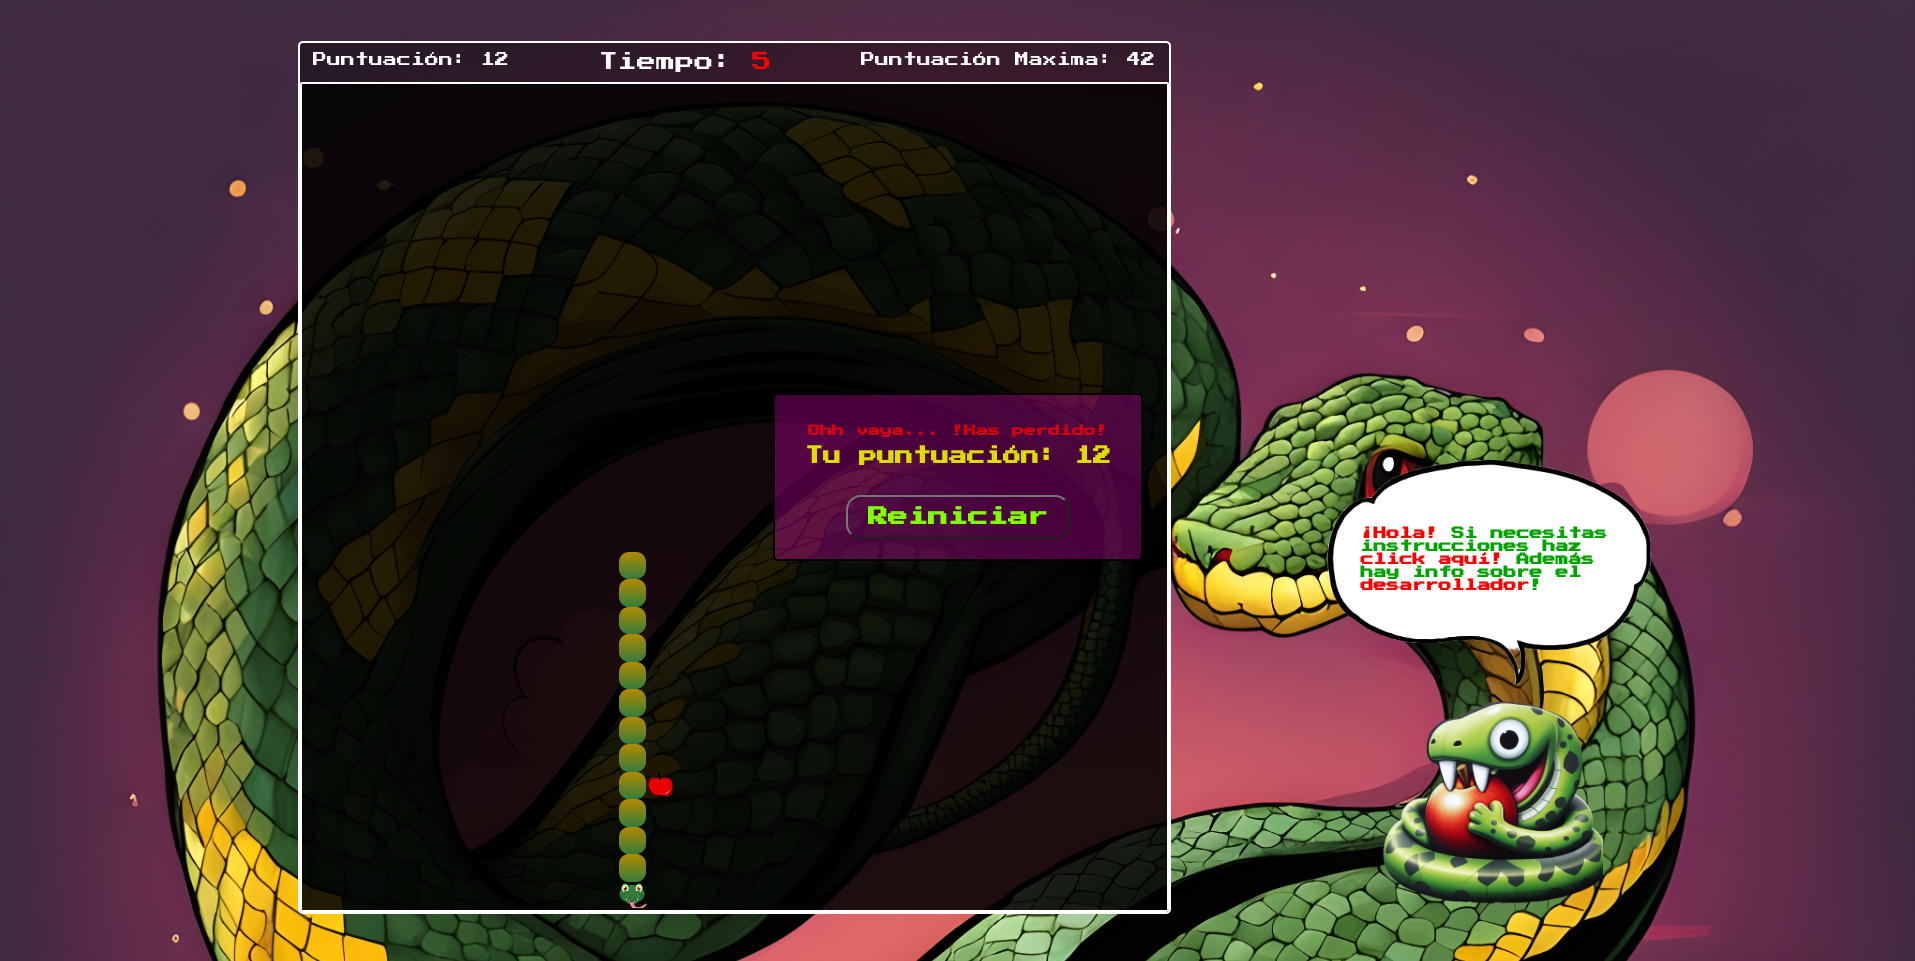 Puntuación: 12
Tiempo: 5
Puntuación Maxima: 42
Ohh vaya... !Has perdido!
Tu puntuación: 12
Reiniciar
¡Hola! Si necesitas
instrucciones haz
click aquí! Además
hay info sobre el
desarrollador!